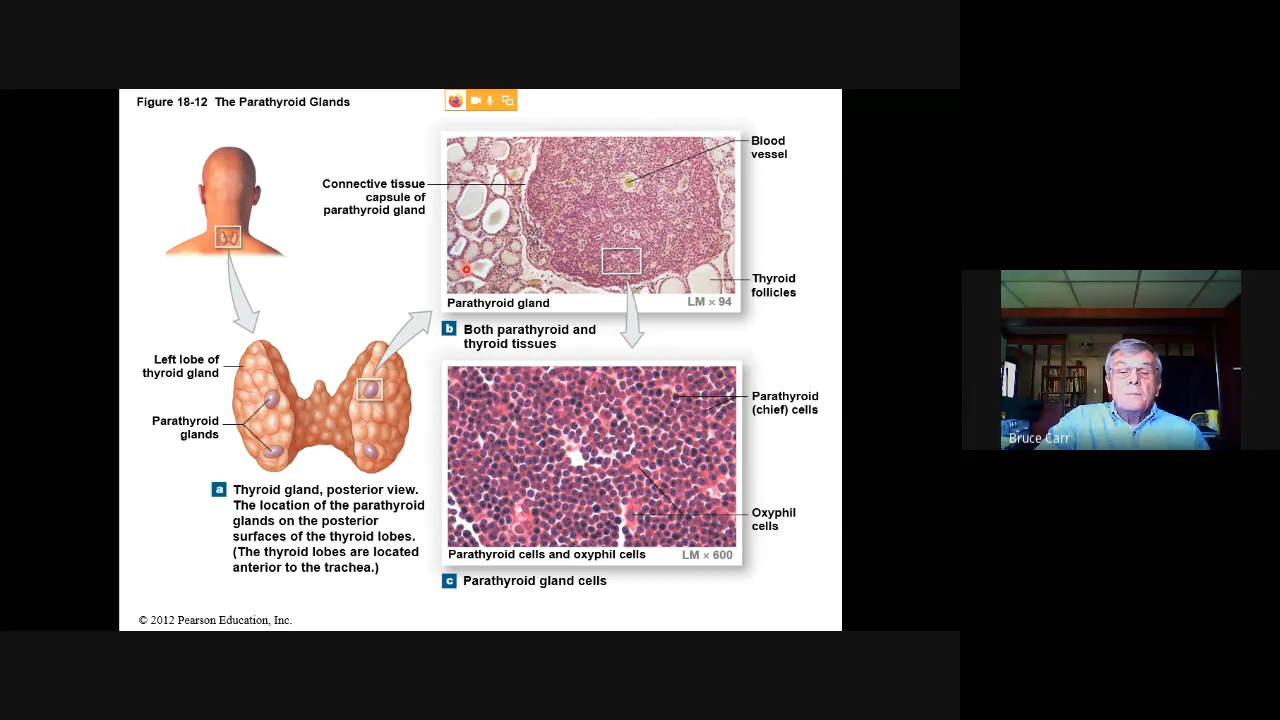 Figure 18-12 The Parathyroid Glands
Blood
vessel
Connective tissue
capsule of
parathyroid gland
Thyroid
follicles
Parathyroid gland
LM × 94
b Both parathyroid and
thyroid tissues
Left lobe of
thyroid gland
Parathyroid
glands
a Thyroid gland, posterior view.
The location of the parathyroid
glands on the posterior
surfaces of the thyroid lobes.
(The thyroid lobes are located
anterior to the trachea.)
Parathyroid
(chief) cells
Oxyphil
cells
Parathyroid cells and oxyphil cells
LM × 600
c Parathyroid gland cells
© 2012 Pearson Education, Inc.
Bruce Carr